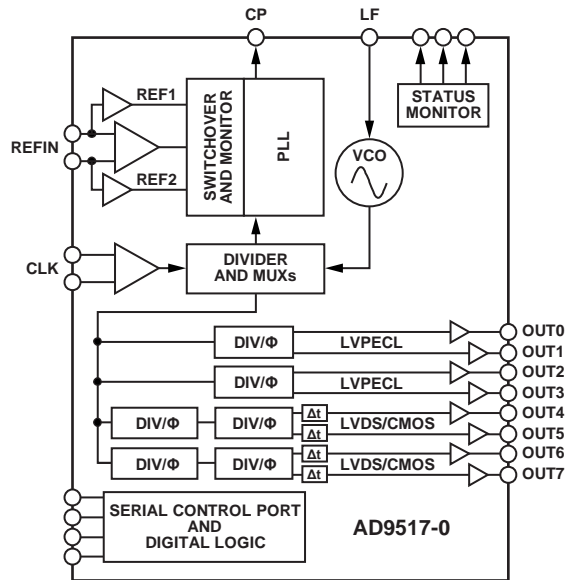 CP
LF
REF1
REFIN
REF2
SWITCHOVER
AND MONITOR
PLL
VCO
STATUS
MONITOR
CLK
DIVIDER
AND MUXs
DIV/Φ
LVPECL
OUT0
OUT1
DIV/Φ
LVPECL
OUT2
OUT3
DIV/Φ
DIV/Φ
Δt
Δt
LVDS/CMOS
OUT4
OUT5
DIV/Φ
DIV/Φ
Δt
Δt
LVDS/CMOS
OUT6
OUT7
SERIAL CONTROL PORT
AND
DIGITAL LOGIC
AD9517-0